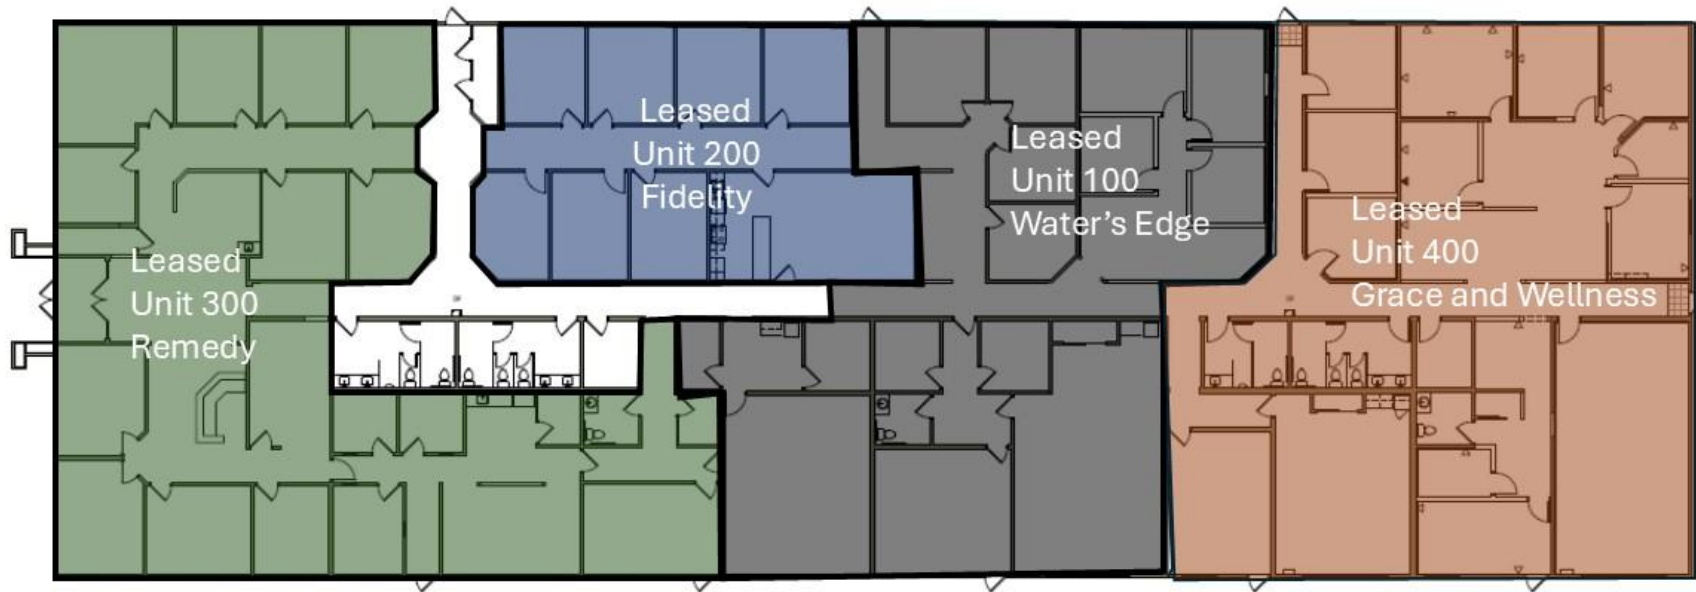 Leased
Unit 300
Remedy
Leased
Unit 200
Fidelity
Leased
Unit 100
Water's Edge
Leased
Unit 400
Grace and Wellness